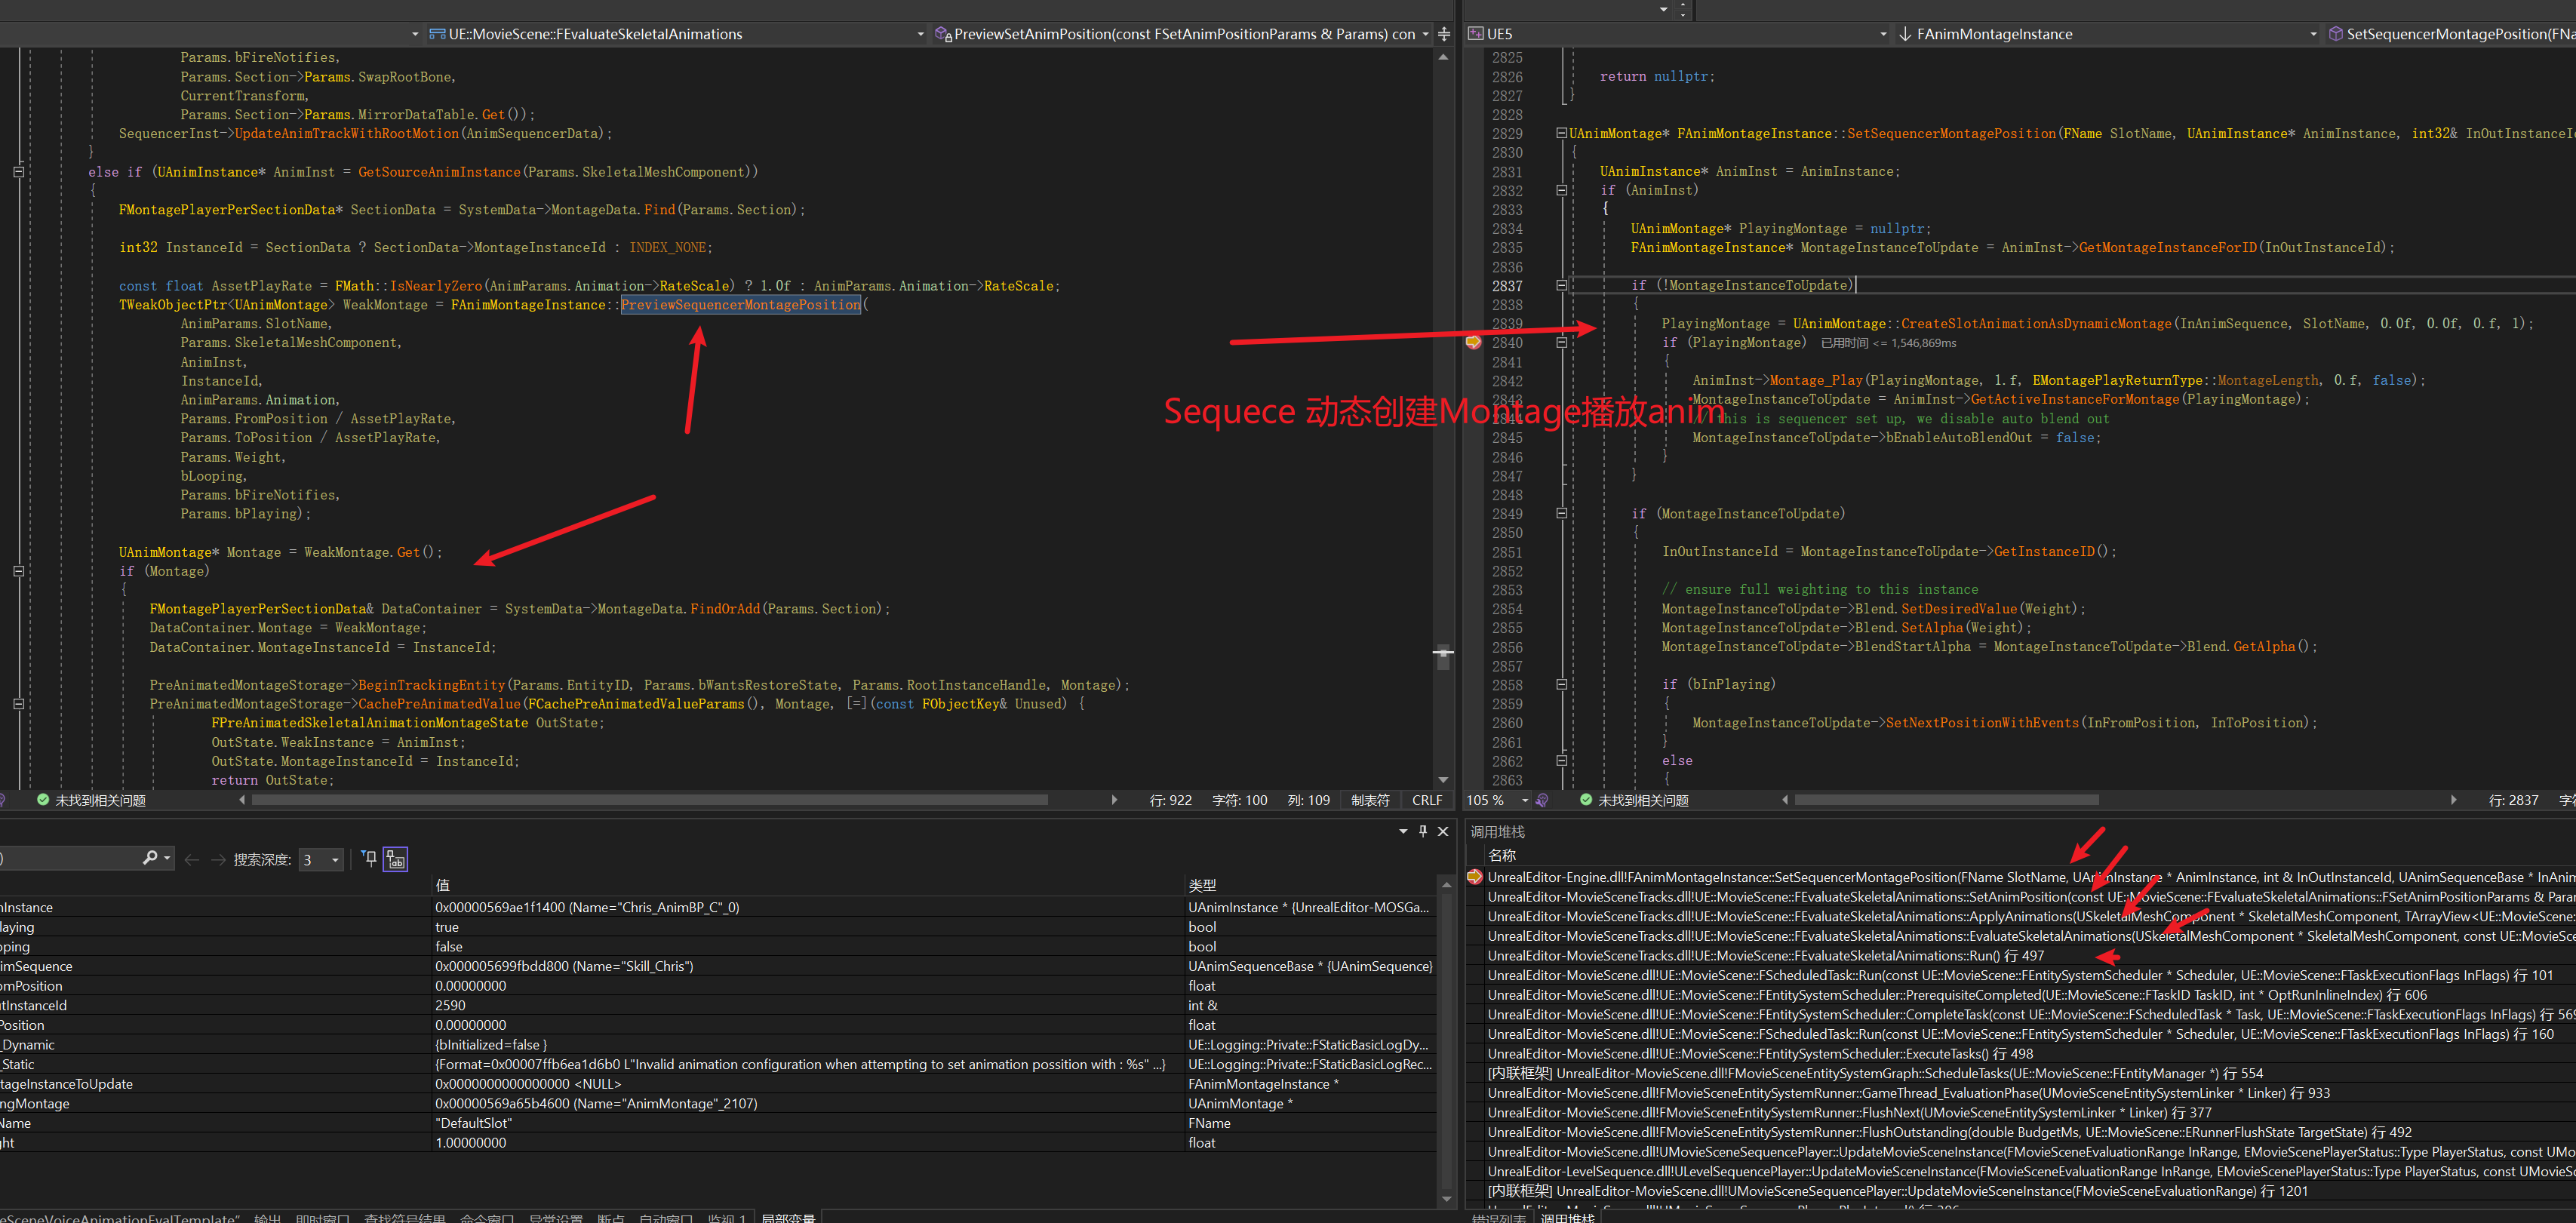 UE::MovieScene::FEvaluateSkeletalAnimations
PreviewSetAnimPosition(const FSetAnimPositionParams & Params) con
Params.bFireNotifies,
Params.Section->Params.SwapRootBone,
CurrentTransform,
Params.Section->Params.MirrorDataTable.Get());
SequencerInst->UpdateAnimTrackWithRootMotion(AnimSequencerData);
}
else if (UAnimInstance* AnimInst = GetSourceAnimInstance(Params.SkeletalMeshComponent))
{
FMontagePlayerPerSectionData* SectionData = SystemData->MontageData.Find(Params.Section);
int32 InstanceId = SectionData ? SectionData->MontageInstanceId : INDEX_NONE;
const float AssetPlayRate = FMath::IsNearlyZero(AnimParams.Animation->RateScale) ? 1.0f : AnimParams.Animation->RateScale;
TWeakObjectPtr<UAnimMontage> WeakMontage = FAnimMontageInstance::PreviewSequencerMontagePosition(
AnimParams.SlotName,
Params.SkeletalMeshComponent,
AnimInst,
InstanceId,
AnimParams.Animation,
Params.FromPosition / AssetPlayRate,
Params.ToPosition / AssetPlayRate,
Params.Weight,
bLooping,
Params.bFireNotifies,
Params.bPlaying);
UAnimMontage* Montage = WeakMontage.Get();
if (Montage)
{
FMontagePlayerPerSectionData& DataContainer = SystemData->MontageData.FindOrAdd(Params.Section);
DataContainer.Montage = WeakMontage;
DataContainer.MontageInstanceId = InstanceId;
PreAnimatedMontageStorage->BeginTrackingEntity(Params.EntityID, Params.bWantsRestoreState, Params.RootInstanceHandle, Montage);
PreAnimatedMontageStorage->CachePreAnimatedValue(FCachePreAnimatedValueParams(), Montage, [=](const FObjectKey& Unused) {
FPreAnimatedSkeletalAnimationMontageState OutState;
OutState.WeakInstance = AnimInst;
OutState.MontageInstanceId = InstanceId;
return OutState;
未找到相关问题 行: 922 字符: 100 列: 109 制表符 CRLF
UE5 FAnimMontageInstance SetSequencerMontagePosition(FNa
2825
2826 return nullptr;
2827 }
2828
2829 UAnimMontage* FAnimMontageInstance::SetSequencerMontagePosition(FName SlotName, UAnimInstance* AnimInstance, int32& InOutInstanceId
2830 {
2831 UAnimInstance* AnimInst = AnimInstance;
2832 if (AnimInst)
2833 {
2834 UAnimMontage* PlayingMontage = nullptr;
2835 FAnimMontageInstance* MontageInstanceToUpdate = AnimInst->GetMontageInstanceForID(InOutInstanceId);
2836
2837 if (!MontageInstanceToUpdate)
2838 {
2839 PlayingMontage = UAnimMontage::CreateSlotAnimationAsDynamicMontage(InAnimSequence, SlotName, 0.0f, 0.0f, 0.f, 1);
2840 if (PlayingMontage) 已用时间 <= 1,546,869ms
2841 {
2842 AnimInst->Montage_Play(PlayingMontage, 1.f, EMontagePlayReturnType::MontageLength, 0.f, false);
2843 MontageInstanceToUpdate = AnimInst->GetActiveInstanceForMontage(PlayingMontage);
Sequece 动态创建Montage播放anim
// this is sequencer set up, we disable auto blend out
2845 MontageInstanceToUpdate->bEnableAutoBlendOut = false;
2846 }
2847 }
2848
2849 if (MontageInstanceToUpdate)
2850 {
2851 InOutInstanceId = MontageInstanceToUpdate->GetInstanceID();
2852
2853 // ensure full weighting to this instance
2854 MontageInstanceToUpdate->Blend.SetDesiredValue(Weight);
2855 MontageInstanceToUpdate->Blend.SetAlpha(Weight);
2856 MontageInstanceToUpdate->BlendStartAlpha = MontageInstanceToUpdate->Blend.GetAlpha();
2857
2858 if (bInPlaying)
2859 {
2860 MontageInstanceToUpdate->SetNextPositionWithEvents(InFromPosition, InToPosition);
2861 }
2862 else
2863 {
105 % 未找到相关问题 行: 2837
搜索深度: 3
值 类型
nInstance 0x00000569ae1f1400 (Name="Chris_AnimBP_C"_0) UAnimInstance * {UnrealEditor-MOSGa...
laying true bool
oping false bool
imSequence 0x000005699fbdd800 (Name="Skill_Chris") UAnimSequenceBase * {UAnimSequence}
omPosition 0.00000000 float
utInstanceId 2590 int &
Position 0.00000000 float
_Dynamic {bInitialized=false } UE::Logging::Private::FStaticBasicLogDy...
_Static {Format=0x00007ffb6ea1d6b0 L"Invalid animation configuration when attempting to set animation possition with : %s" ...} UE::Logging::Private::FStaticBasicLogRec...
tageInstanceToUpdate 0x0000000000000000 <NULL> FAnimMontageInstance *
ngMontage 0x00000569a65b4600 (Name="AnimMontage"_2107) UAnimMontage *
Name "DefaultSlot" FName
ght 1.00000000 float
调用堆栈
名称
UnrealEditor-Engine.dll!FAnimMontageInstance::SetSequencerMontagePosition(FName SlotName, UAnimInstance * AnimInstance, int & InOutInstanceId, UAnimSequenceBase * InAnim
UnrealEditor-MovieSceneTracks.dll!UE::MovieScene::FEvaluateSkeletalAnimations::SetAnimPosition(const UE::MovieScene::FEvaluateSkeletalAnimations::FSetAnimPositionParams & Para
UnrealEditor-MovieSceneTracks.dll!UE::MovieScene::FEvaluateSkeletalAnimations::ApplyAnimations(USkeletalMeshComponent * SkeletalMeshComponent, TArrayView<UE::MovieScene:
UnrealEditor-MovieSceneTracks.dll!UE::MovieScene::FEvaluateSkeletalAnimations::EvaluateSkeletalAnimations(USkeletalMeshComponent * SkeletalMeshComponent, const UE::MovieSce
UnrealEditor-MovieSceneTracks.dll!UE::MovieScene::FEvaluateSkeletalAnimations::Run() 行 497
UnrealEditor-MovieScene.dll!UE::MovieScene::FScheduledTask::Run(const UE::MovieScene::FEntitySystemScheduler * Scheduler, UE::MovieScene::FTaskExecutionFlags InFlags) 行 101
UnrealEditor-MovieScene.dll!UE::MovieScene::FEntitySystemScheduler::PrerequisiteCompleted(UE::MovieScene::FTaskID TaskID, int * OptRunInlineIndex) 行 606
UnrealEditor-MovieScene.dll!UE::MovieScene::FEntitySystemScheduler::CompleteTask(const UE::MovieScene::FScheduledTask * Task, UE::MovieScene::FTaskExecutionFlags InFlags) 行 569
UnrealEditor-MovieScene.dll!UE::MovieScene::FScheduledTask::Run(const UE::MovieScene::FEntitySystemScheduler * Scheduler, UE::MovieScene::FTaskExecutionFlags InFlags) 行 160
UnrealEditor-MovieScene.dll!UE::MovieScene::FEntitySystemScheduler::ExecuteTasks() 行 498
[内联框架] UnrealEditor-MovieScene.dll!FMovieSceneEntitySystemGraph::ScheduleTasks(UE::MovieScene::FEntityManager *) 行 554
UnrealEditor-MovieScene.dll!FMovieSceneEntitySystemRunner::GameThread_EvaluationPhase(UMovieSceneEntitySystemLinker * Linker) 行 933
UnrealEditor-MovieScene.dll!FMovieSceneEntitySystemRunner::FlushNext(UMovieSceneEntitySystemLinker * Linker) 行 377
UnrealEditor-MovieScene.dll!FMovieSceneEntitySystemRunner::FlushOutstanding(double BudgetMs, UE::MovieScene::ERunnerFlushState TargetState) 行 492
UnrealEditor-MovieScene.dll!UMovieSceneSequencePlayer::UpdateMovieSceneInstance(FMovieSceneEvaluationRange InRange, EMovieScenePlayerStatus::Type PlayerStatus, const UMo
UnrealEditor-LevelSequence.dll!ULevelSequencePlayer::UpdateMovieSceneInstance(FMovieSceneEvaluationRange InRange, EMovieScenePlayerStatus::Type PlayerStatus, const UMovieS
[内联框架] UnrealEditor-MovieScene.dll!UMovieSceneSequencePlayer::UpdateMovieSceneInstance(FMovieSceneEvaluationRange) 行 1201
eSceneVoiceAnimationEvalTemplate" 输出 即时窗口 查找符号结果 命令窗口 异常设置 断点 自动窗口 监视 1 局部变量
错误列表 调用堆栈